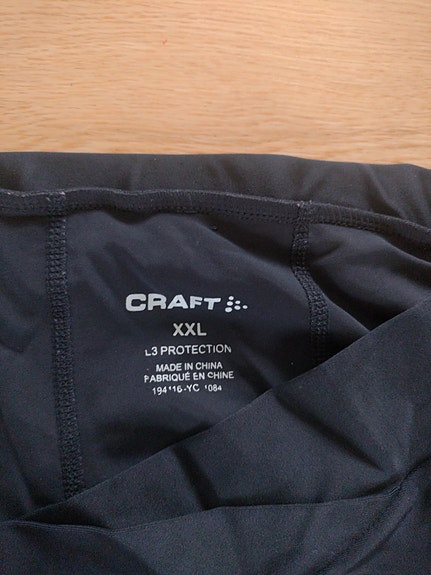 CRAFT
XXL
L3 PROTECTION
MADE IN CHINA
FABRIQUÉ EN CHINE